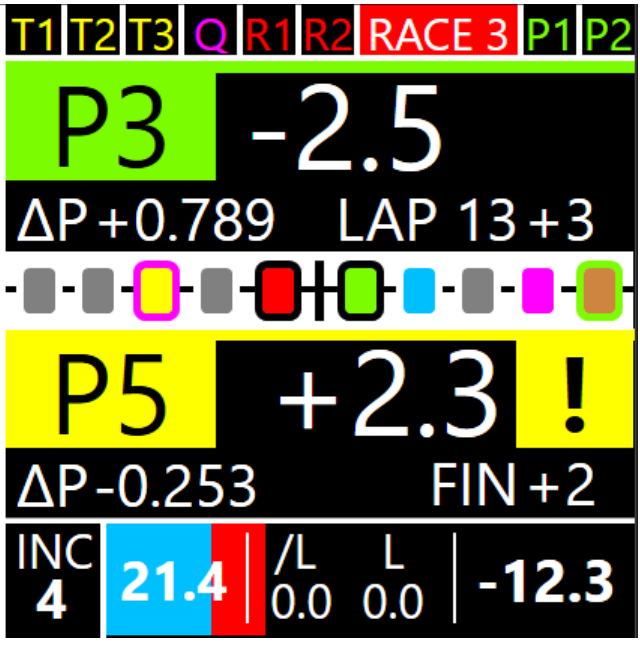 T1 T2 T3 Q R1 R2 RACE 3 P1 P2
P3 -2.5
ΔP+0.789 LAP 13+3
P5 +2.3 !
ΔP-0.253 FIN+2
INC /L L
4 21.4 0.0 0.0 -12.3